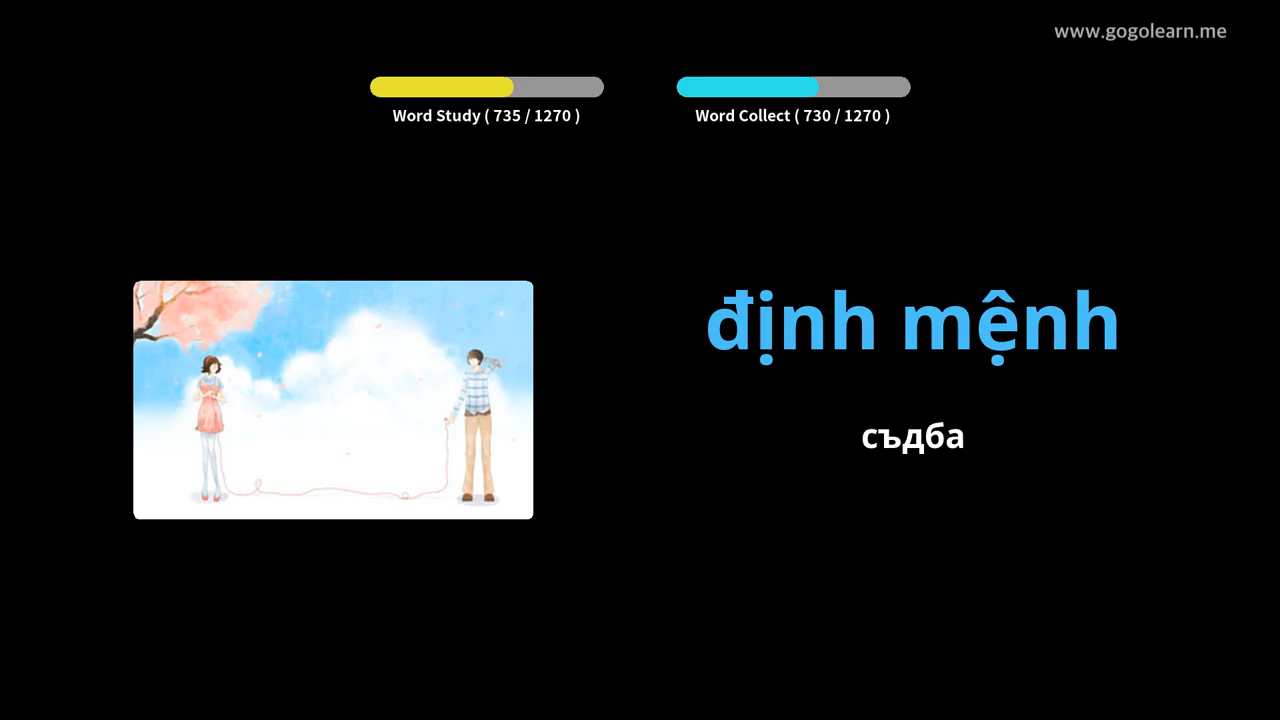 www.gogolearn.me
Word Study ( 735 / 1270 )
Word Collect ( 730 / 1270 )
định mệnh
съдба